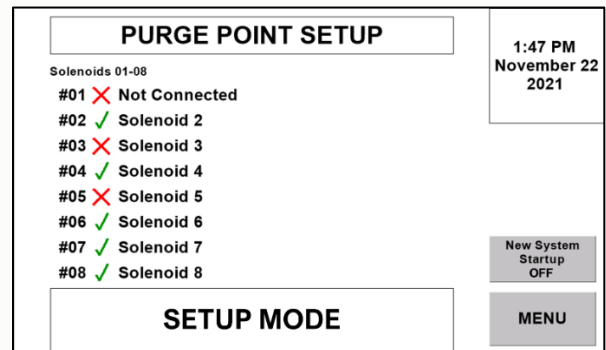 PURGE POINT SETUP
1:47 PM
November 22
2021
Solenoids 01-08
#01 Not Connected
#02 Solenoid 2
#03 Solenoid 3
#04 Solenoid 4
#05 Solenoid 5
#06 Solenoid 6
#07 Solenoid 7
#08 Solenoid 8
New System
Startup
OFF
SETUP MODE
MENU